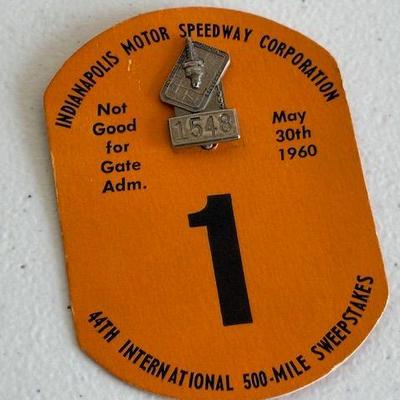 INDIANAPOLIS MOTOR SPEEDWAY CORPORATION
1548
Not
Good
for
Gate
Adm.
May
30th
1960
1
44TH INTERNATIONAL 500-MILE SWEEPSTAKES